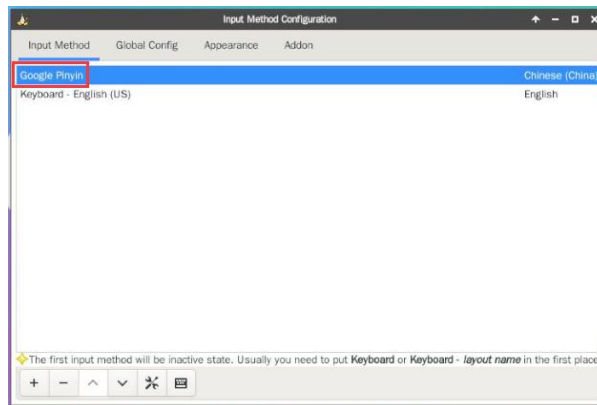 Input Method Configuration
Input Method Global Config Appearance Addon
Google Pinyin Chinese (China)
Keyboard - English (US) English
The first input method will be inactive state. Usually you need to put Keyboard or Keyboard - layout name in the first place